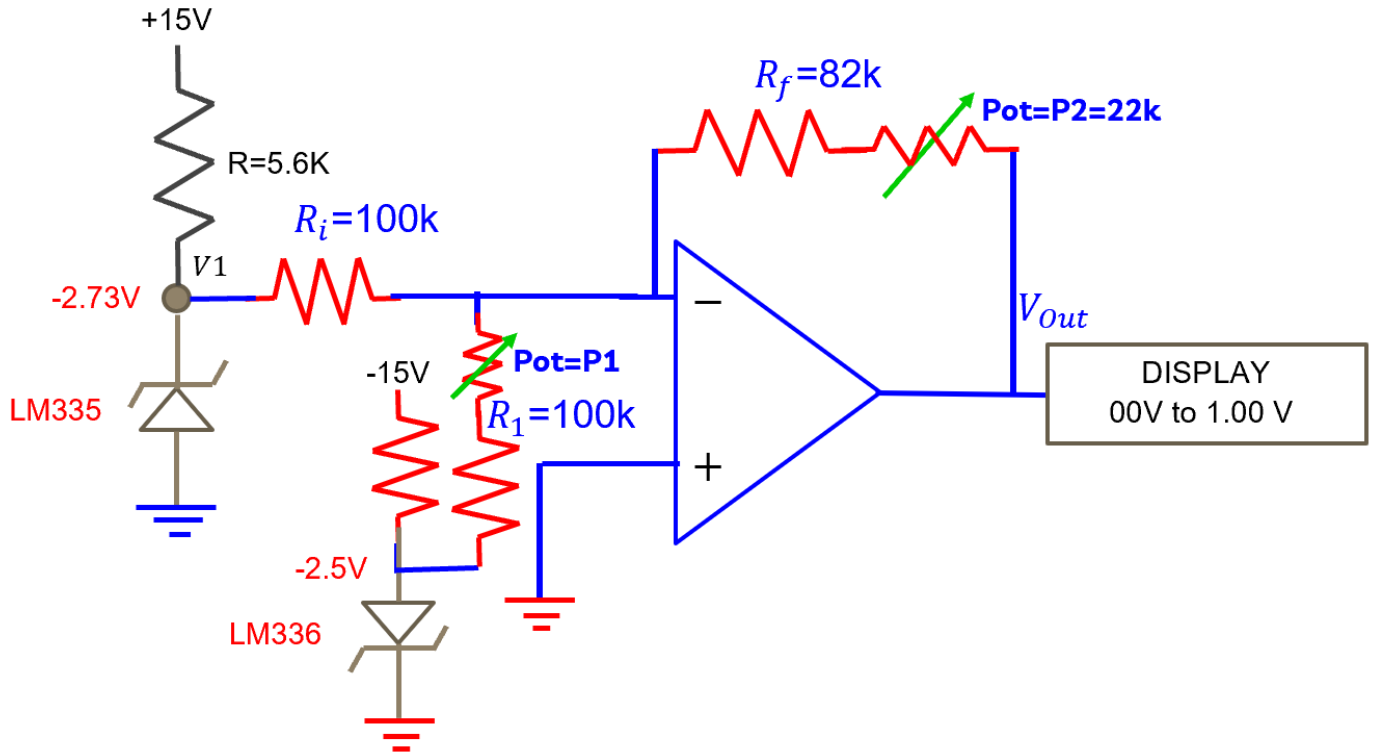 +15V
R=5.6K
V1
-2.73V
LM335
R_i=100k
R_f=82k
Pot=P2=22k
Pot=P1
-15V
R_1=100k
-2.5V
LM336
−
+
V_Out
DISPLAY
00V to 1.00 V